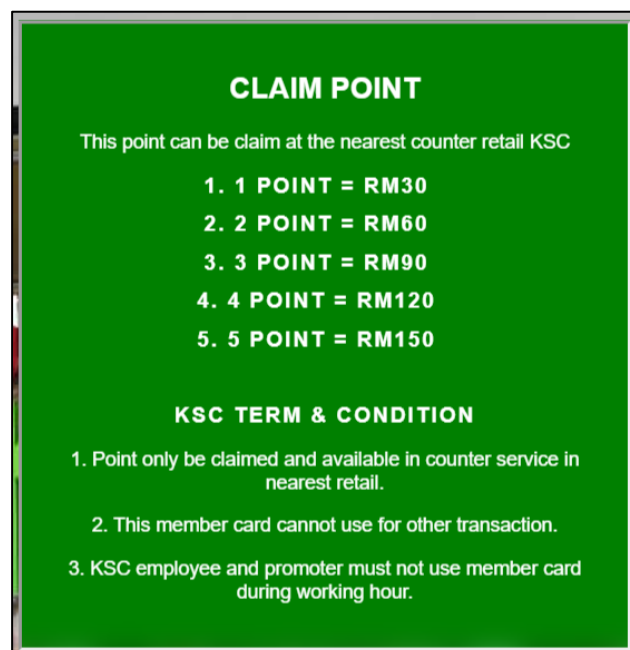 CLAIM POINT
This point can be claim at the nearest counter retail KSC
1. 1 POINT = RM30
2. 2 POINT = RM60
3. 3 POINT = RM90
4. 4 POINT = RM120
5. 5 POINT = RM150
KSC TERM & CONDITION
1. Point only be claimed and available in counter service in
nearest retail.
2. This member card cannot use for other transaction.
3. KSC employee and promoter must not use member card
during working hour.